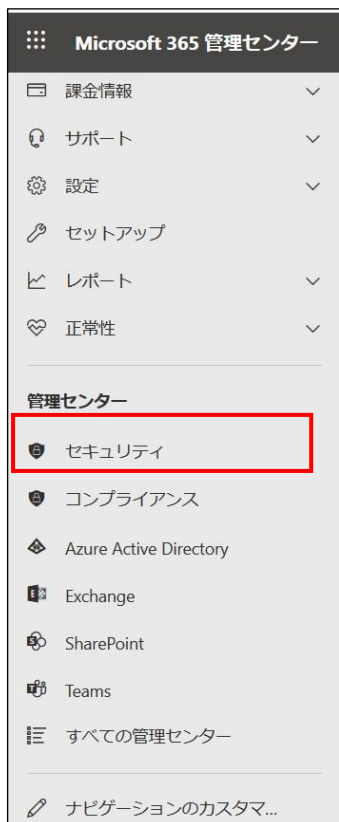 Microsoft 365 管理センター
課金情報
サポート
設定
セットアップ
レポート
正常性
管理センター
セキュリティ
コンプライアンス
Azure Active Directory
Exchange
SharePoint
Teams
すべての管理センター
ナビゲーションのカスタマ...